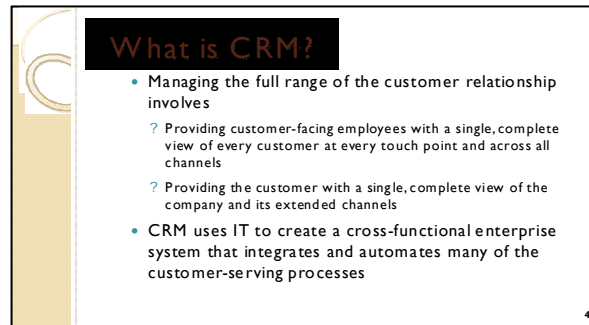 What is CRM?
• Managing the full range of the customer relationship
involves
? Providing customer-facing employees with a single, complete
view of every customer at every touch point and across all
channels
? Providing the customer with a single, complete view of the
company and its extended channels
• CRM uses IT to create a cross-functional enterprise
system that integrates and automates many of the
customer-serving processes
4